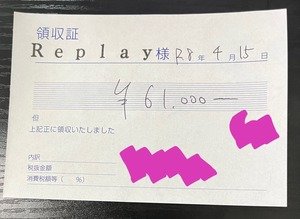 領収証
Replay様 R8年4月15日
¥61.000—
但
上記正に領収いたしました
内訳
税抜金額
消費税額等( %)